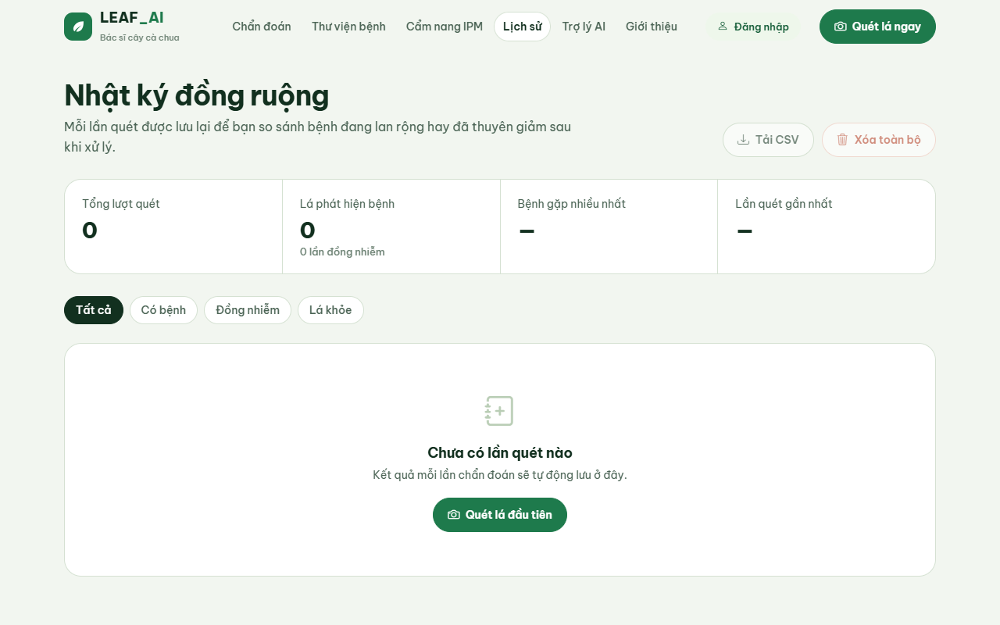 LEAF_AI
Bác sĩ cây cà chua
Chẩn đoán
Thư viện bệnh
Cẩm nang IPM
Lịch sử
Trợ lý AI
Giới thiệu
Đăng nhập
Quét lá ngay
Nhật ký đồng ruộng
Mỗi lần quét được lưu lại để bạn so sánh bệnh đang lan rộng hay đã thuyên giảm sau
khi xử lý.
Tải CSV
Xóa toàn bộ
Tổng lượt quét
0
Lá phát hiện bệnh
0
0 lần đồng nhiễm
Bệnh gặp nhiều nhất
—
Lần quét gần nhất
—
Tất cả
Có bệnh
Đồng nhiễm
Lá khỏe
Chưa có lần quét nào
Kết quả mỗi lần chẩn đoán sẽ tự động lưu ở đây.
Quét lá đầu tiên